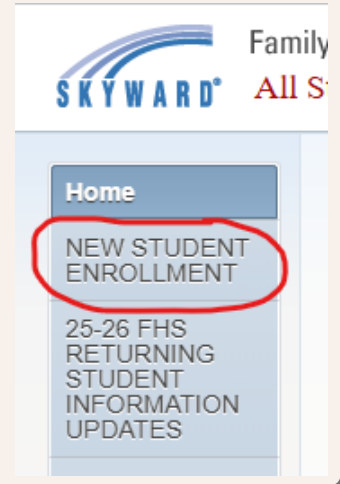 Family
SKYWARD®
All S
Home
NEW STUDENT
ENROLLMENT
25-26 FHS
RETURNING
STUDENT
INFORMATION
UPDATES